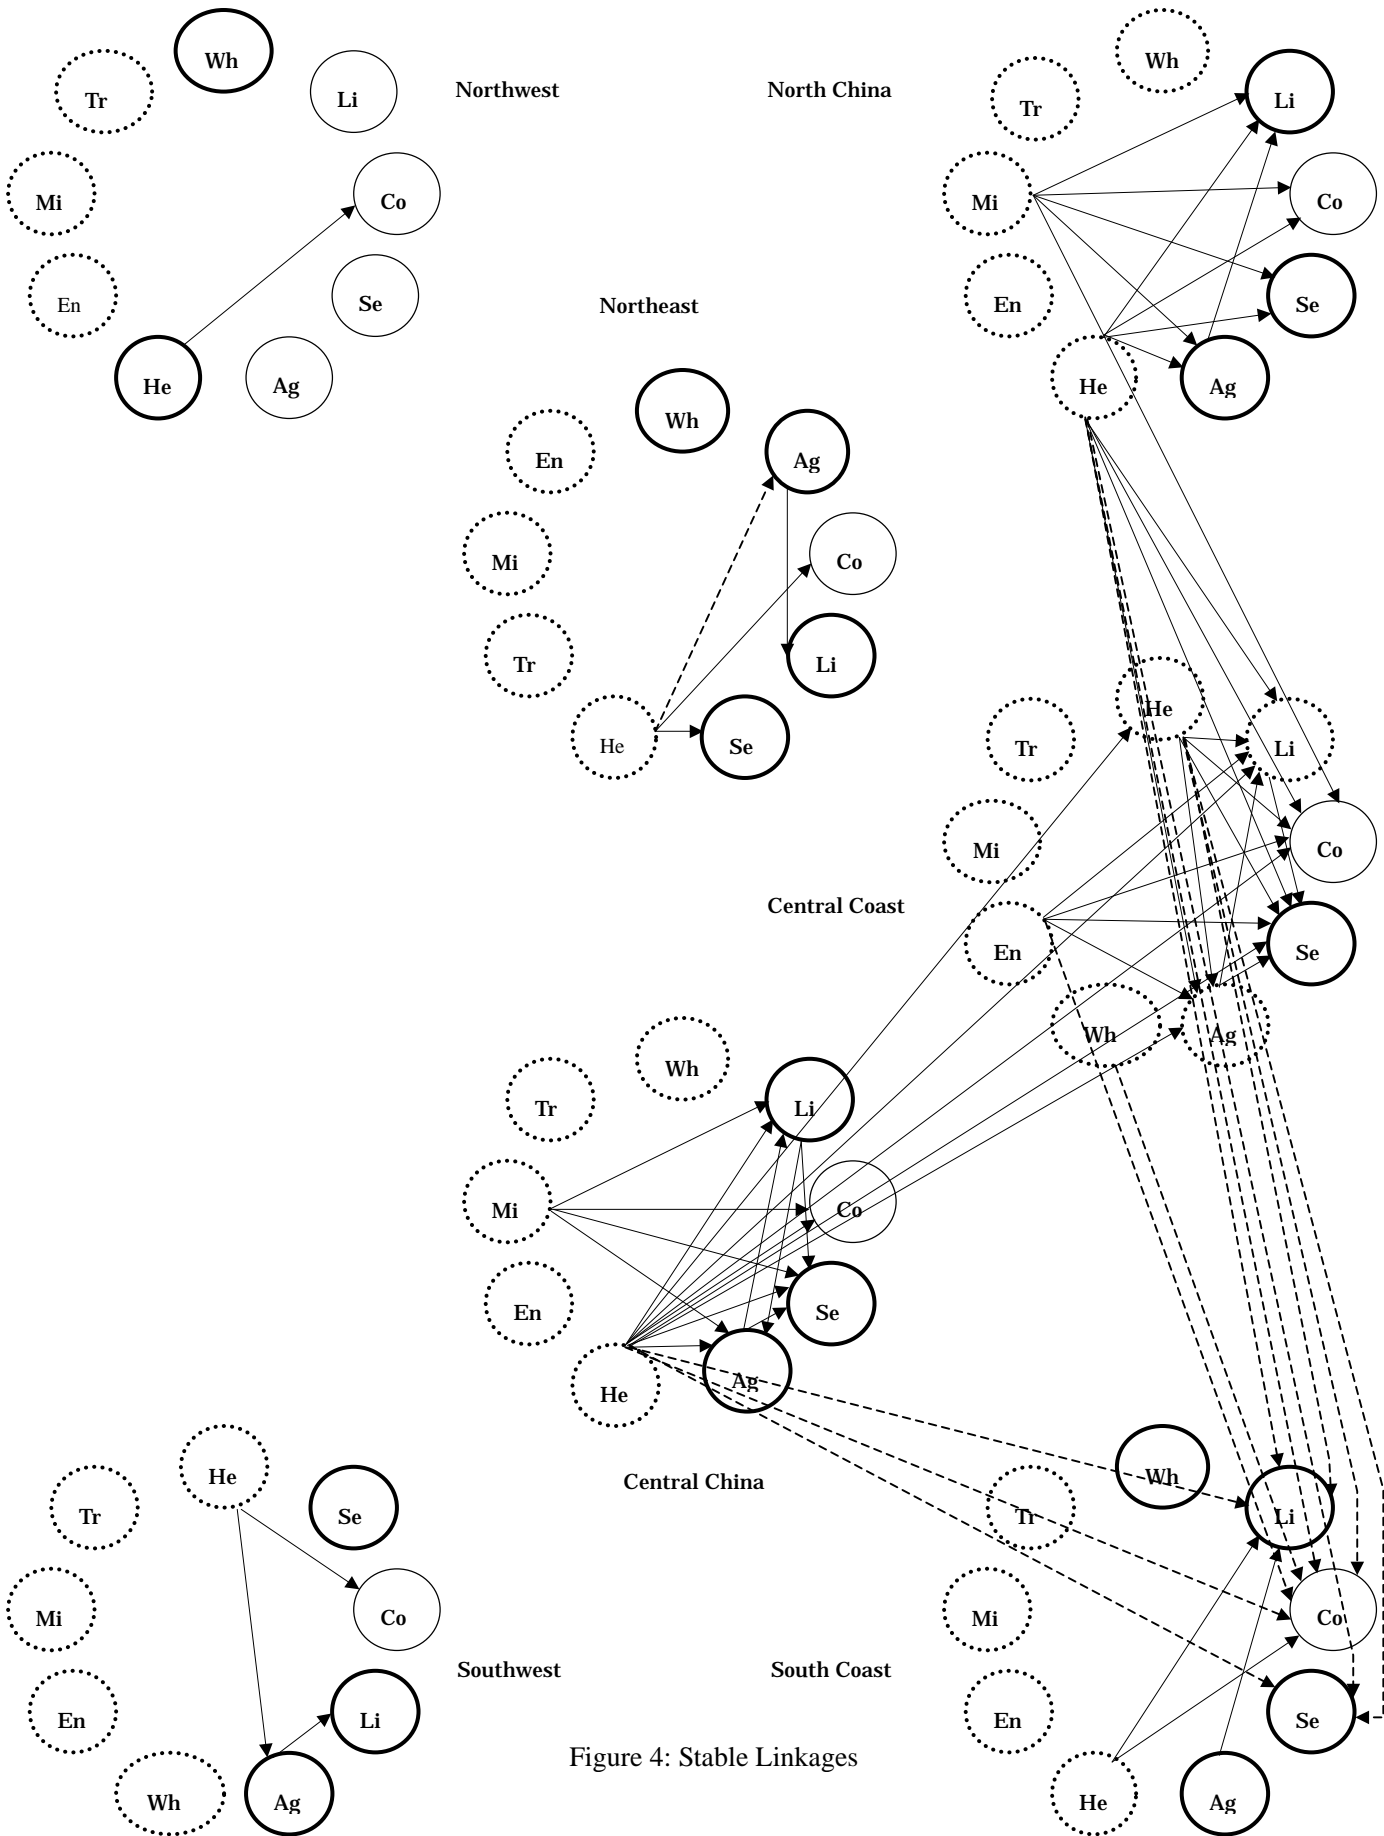 Wh
Tr
Li
Northwest
Mi
Co
En
Se
He
Ag
North China
Wh
Tr
Li
Mi
Co
En
Se
He
Ag
Northeast
Wh
En
Ag
Mi
Co
Tr
Li
He
Se
He
Tr
Li
Mi
Co
Central Coast
En
Se
Wh
Ag
Wh
Tr
Li
Mi
Co
En
Se
He
Ag
Central China
He
Tr
Se
Mi
Co
Southwest
En
Li
Wh
Ag
Wh
Tr
Li
Mi
Co
South Coast
En
Se
He
Ag
Figure 4: Stable Linkages